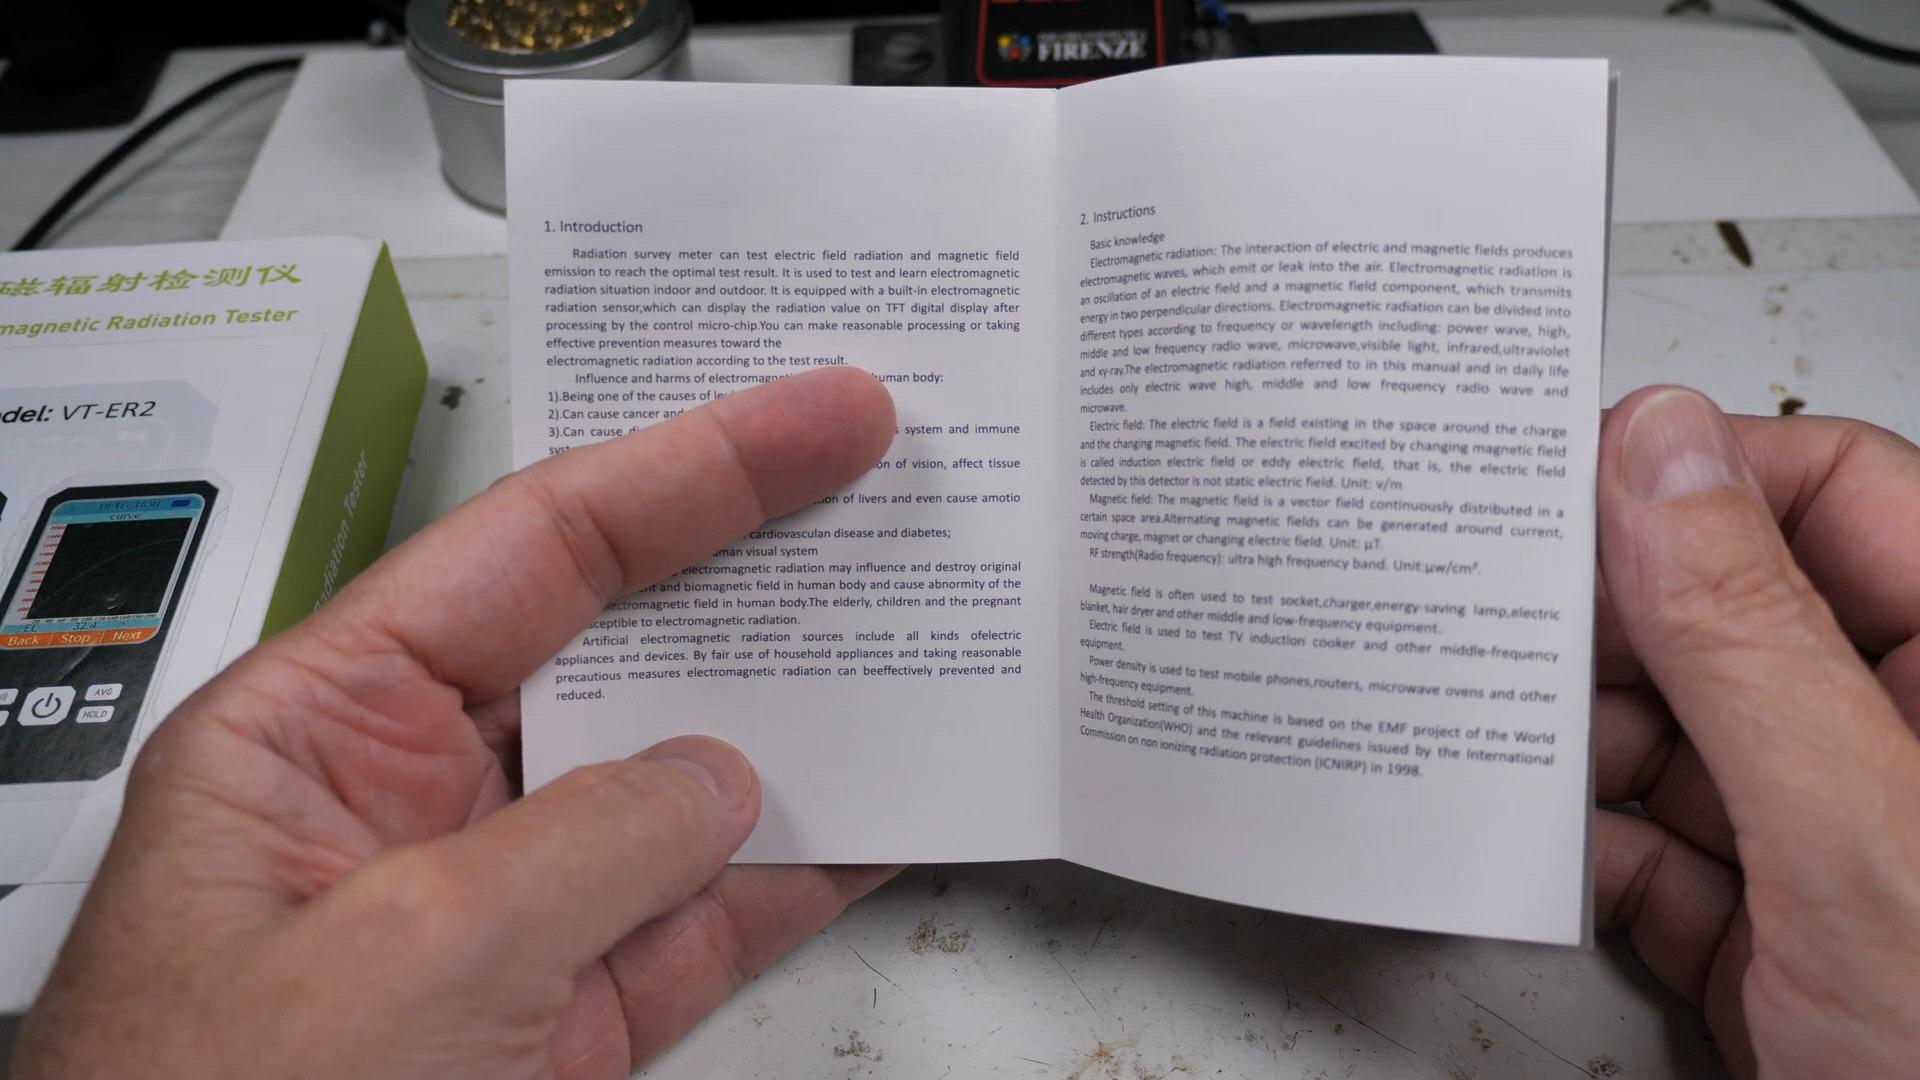 FIRENZE
磁辐射检测仪
magnetic Radiation Tester
del: VT-ER2
Radiation Tester
DETECTION
curve
EL 32.4
Back Stop Next
AVG
HOLD
1. Introduction
Radiation survey meter can test electric field radiation and magnetic field
emission to reach the optimal test result. It is used to test and learn electromagnetic
radiation situation indoor and outdoor. It is equipped with a built-in electromagnetic
radiation sensor,which can display the radiation value on TFT digital display after
processing by the control micro-chip.You can make reasonable processing or taking
effective prevention measures toward the
electromagnetic radiation according to the test result.
Influence and harms of electromagnet human body:
1).Being one of the causes of
2).Can cause cancer and
3).Can cause system and immune
of vision, affect tissue
of livers and even cause amotio
cardiovasculan disease and diabetes;
visual system
electromagnetic radiation may influence and destroy original
and biomagnetic field in human body and cause abnormity of the
electromagnetic field in human body.The elderly, children and the pregnant
sceptible to electromagnetic radiation.
Artificial electromagnetic radiation sources include all kinds ofelectric
appliances and devices. By fair use of household appliances and taking reasonable
precautious measures electromagnetic radiation can beeffectively prevented and
reduced.
2. Instructions
Basic knowledge
Electromagnetic radiation: The interaction of electric and magnetic fields produces
electromagnetic waves, which emit or leak into the air. Electromagnetic radiation is
an oscillation of an electric field and a magnetic field component, which transmits
energy in two perpendicular directions. Electromagnetic radiation can be divided into
different types according to frequency or wavelength including: power wave, high,
middle and low frequency radio wave, microwave,visible light, infrared,ultraviolet
and xy-ray.The electromagnetic radiation referred to in this manual and in daily life
includes only electric wave high, middle and low frequency radio wave and
microwave.
Electric field: The electric field is a field existing in the space around the charge
and the changing magnetic field. The electric field excited by changing magnetic field
is called induction electric field or eddy electric field, that is, the electric field
detected by this detector is not static electric field. Unit: v/m
Magnetic field: The magnetic field is a vector field continuously distributed in a
certain space area.Alternating magnetic fields can be generated around current,
moving charge, magnet or changing electric field. Unit: μT.
RF strength(Radio frequency): ultra high frequency band. Unit:μw/cm².
Magnetic field is often used to test socket,charger,energy-saving lamp,electric
blanket, hair dryer and other middle and low-frequency equipment.
Electric field is used to test TV induction cooker and other middle-frequency
equipment.
Power density is used to test mobile phones,routers, microwave ovens and other
high-frequency equipment.
The threshold setting of this machine is based on the EMF project of the World
Health Organization(WHO) and the relevant guidelines issued by the International
Commission on non ionizing radiation protection (ICNIRP) in 1998.